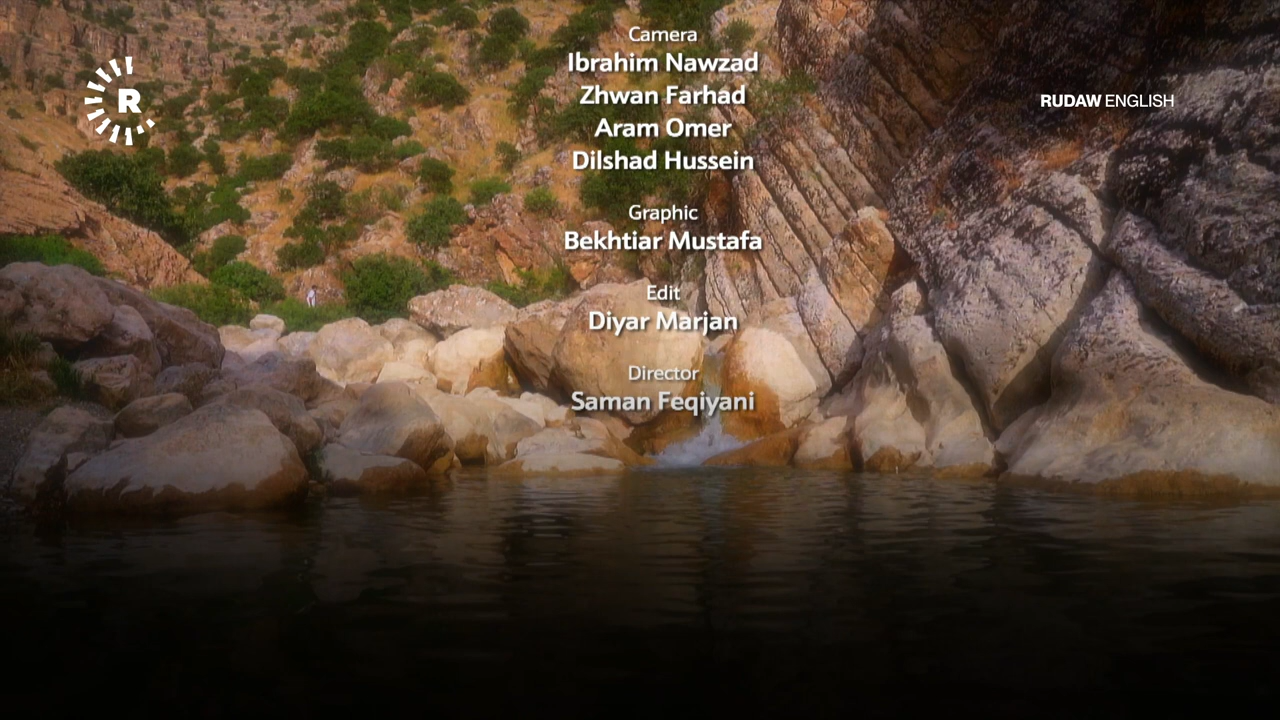 Camera
Ibrahim Nawzad
Zhwan Farhad
Aram Omer
Dilshad Hussein
R
RUDAW ENGLISH
Graphic
Bekhtiar Mustafa
Edit
Diyar Marjan
Director
Saman Feqiyani